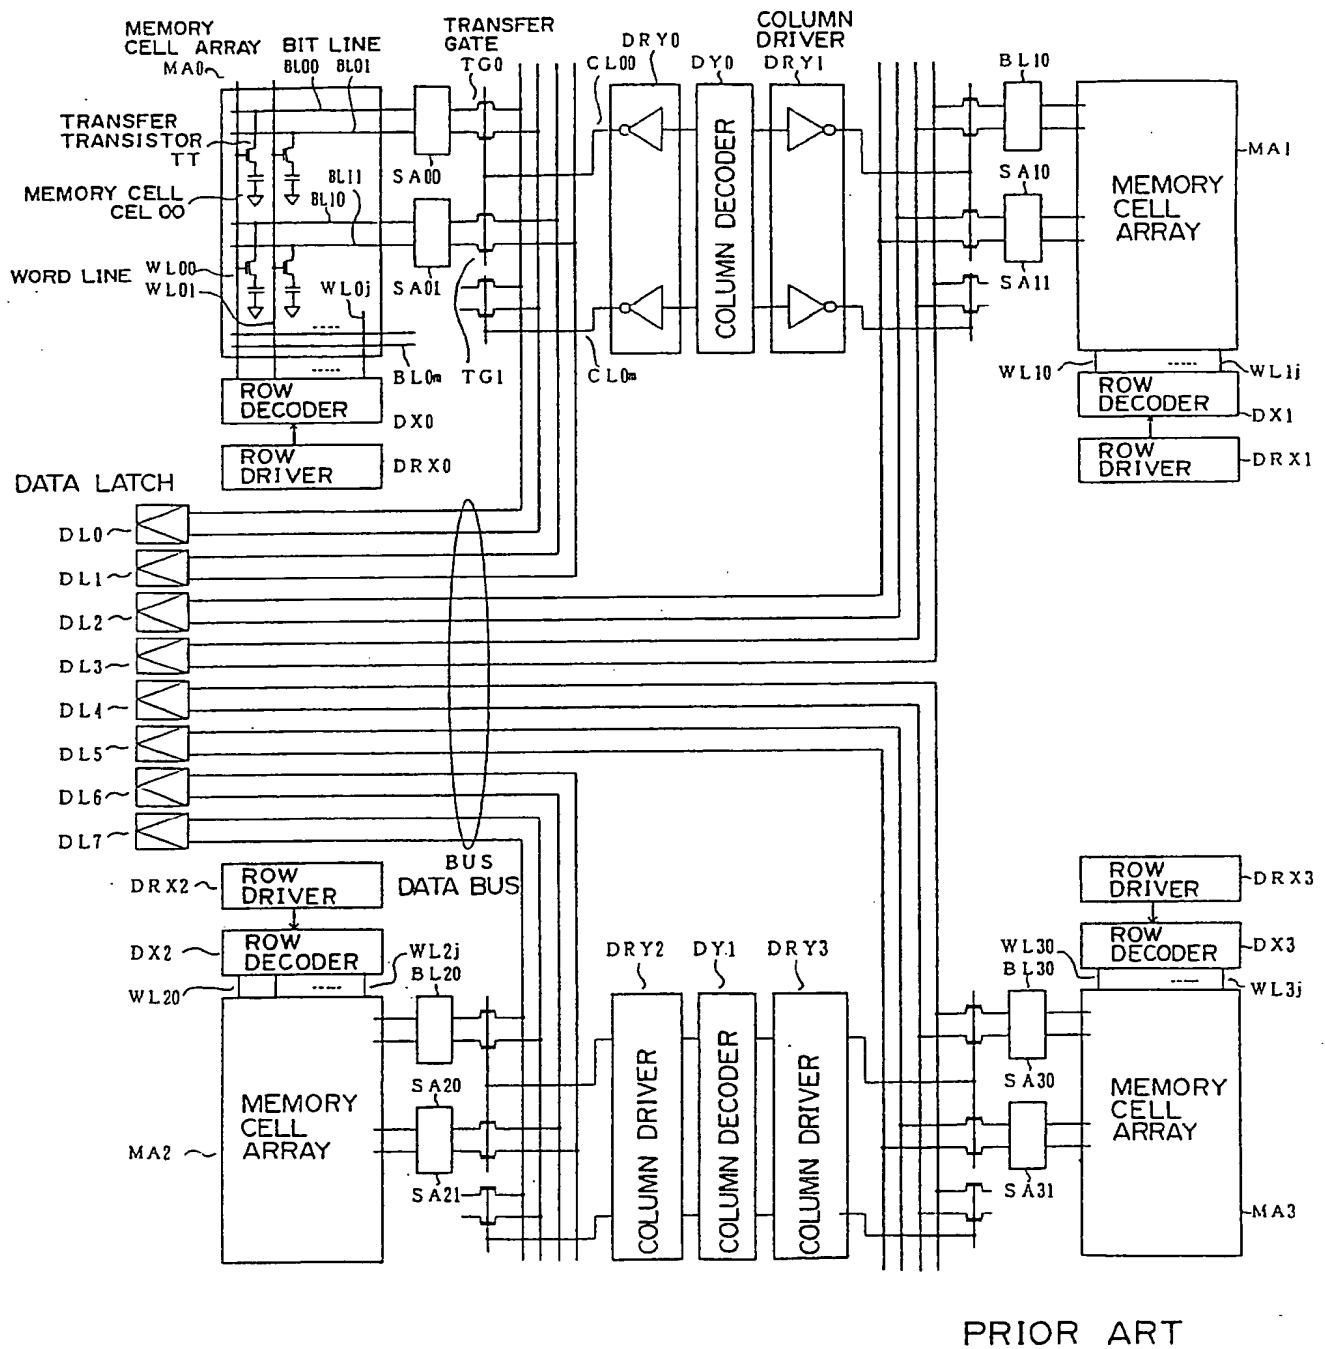 MEMORY
CELL ARRAY
MA0
BIT LINE
BL00 BL01
TRANSFER
GATE
TG0
CL00
DRY0
DY0
COLUMN
DRIVER
DRY1
BL10
TRANSFER
TRANSISTOR
TT
MEMORY CELL
CEL00
BL11
BL10
SA00
SA01
WORD LINE
WL00
WL01
WL0j
-----
-----
BL0m
TG1
CL0m
COLUMN DECODER
SA10
SA11
MEMORY
CELL
ARRAY
MA1
WL10
-----
WL1j
ROW
DECODER
DX0
ROW
DRIVER
DRX0
ROW
DECODER
DX1
ROW
DRIVER
DRX1
DATA LATCH
DL0
DL1
DL2
DL3
DL4
DL5
DL6
DL7
BUS
DATA BUS
DRX2
ROW
DRIVER
DX2
ROW
DECODER
WL20
WL2j
BL20
SA20
SA21
MEMORY
CELL
ARRAY
MA2
DRY2
DY1
DRY3
COLUMN DRIVER
COLUMN DECODER
COLUMN DRIVER
ROW
DRIVER
DRX3
ROW
DECODER
DX3
WL30
BL30
WL3j
SA30
SA31
MEMORY
CELL
ARRAY
MA3
PRIOR ART